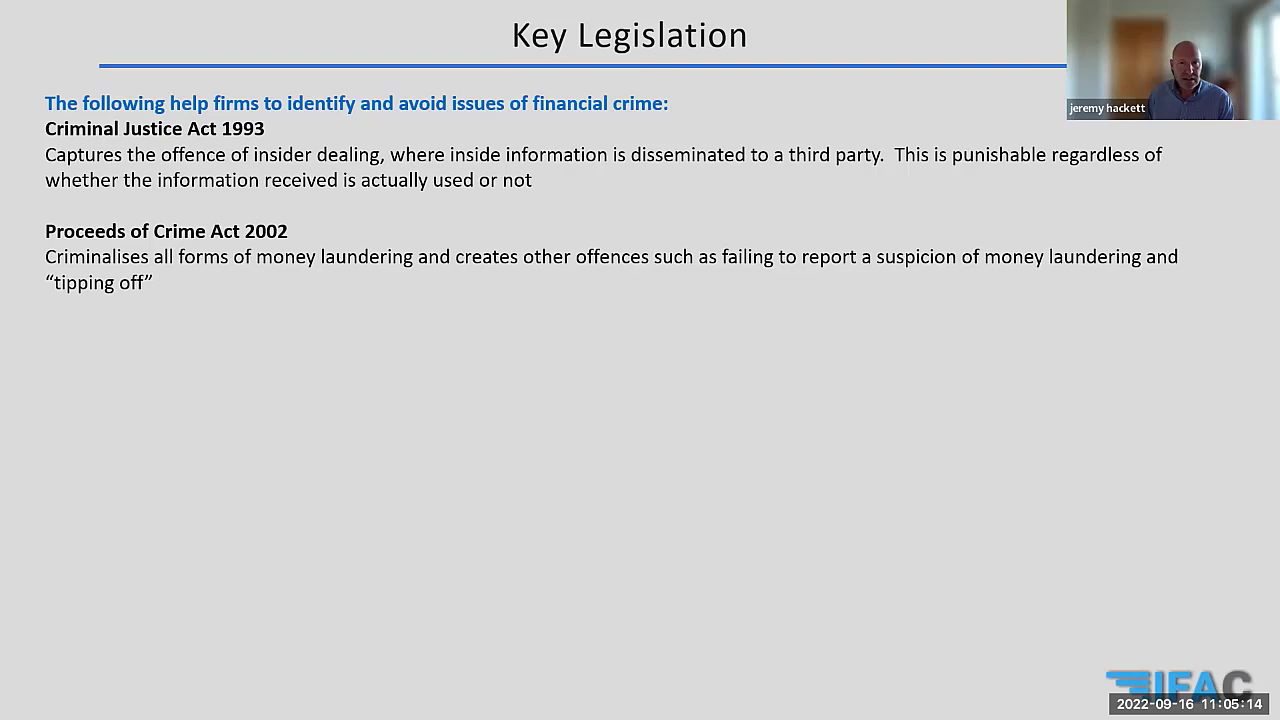 Key Legislation
jeremy hackett
The following help firms to identify and avoid issues of financial crime:
Criminal Justice Act 1993
Captures the offence of insider dealing, where inside information is disseminated to a third party.  This is punishable regardless of
whether the information received is actually used or not
Proceeds of Crime Act 2002
Criminalises all forms of money laundering and creates other offences such as failing to report a suspicion of money laundering and
“tipping off”
IFAC
2022-09-16 11:05:14